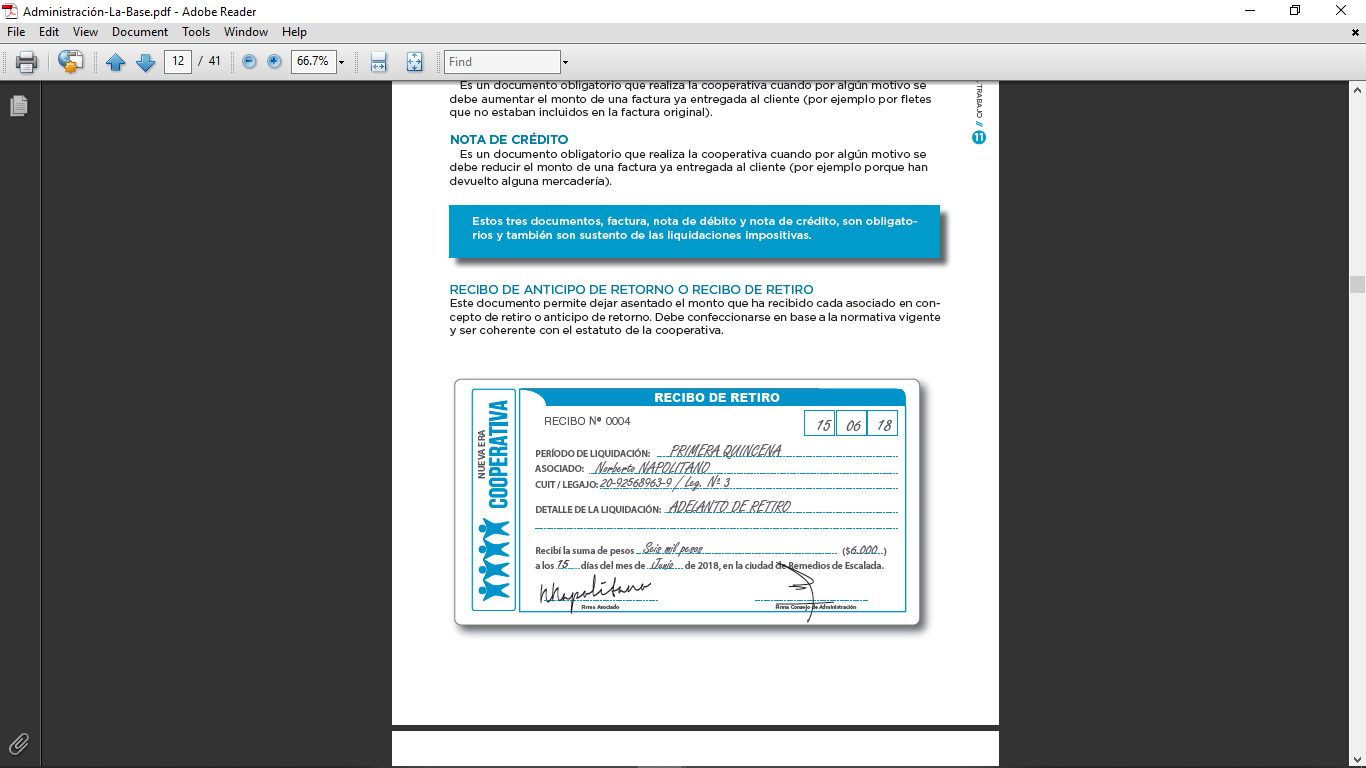 Administración-La-Base.pdf - Adobe Reader
File Edit View Document Tools Window Help
12 / 41 66.7% Find
Es un documento obligatorio que realiza la cooperativa cuando por algún motivo se
debe aumentar el monto de una factura ya entregada al cliente (por ejemplo por fletes
que no estaban incluidos en la factura original).
TRABAJO // 11
NOTA DE CRÉDITO
Es un documento obligatorio que realiza la cooperativa cuando por algún motivo se
debe reducir el monto de una factura ya entregada al cliente (por ejemplo porque han
devuelto alguna mercadería).
Estos tres documentos, factura, nota de débito y nota de crédito, son obligato-
rios y también son sustento de las liquidaciones impositivas.
RECIBO DE ANTICIPO DE RETORNO O RECIBO DE RETIRO
Este documento permite dejar asentado el monto que ha recibido cada asociado en con-
cepto de retiro o anticipo de retorno. Debe confeccionarse en base a la normativa vigente
y ser coherente con el estatuto de la cooperativa.
NUEVA ERA
COOPERATIVA
RECIBO DE RETIRO
RECIBO Nº 0004
15 06 18
PERÍODO DE LIQUIDACIÓN: PRIMERA QUINCENA
ASOCIADO: Norberto NAPOLITANO
CUIT / LEGAJO: 20-92568963-9 / Leg. Nº 3
DETALLE DE LA LIQUIDACIÓN: ADELANTO DE RETIRO
Recibí la suma de pesos Seis mil pesos ($6.000.)
a los 15 días del mes de Junio de 2018, en la ciudad de Remedios de Escalada.
NNapolitano
Firma Asociado
Firma Consejo de Administración